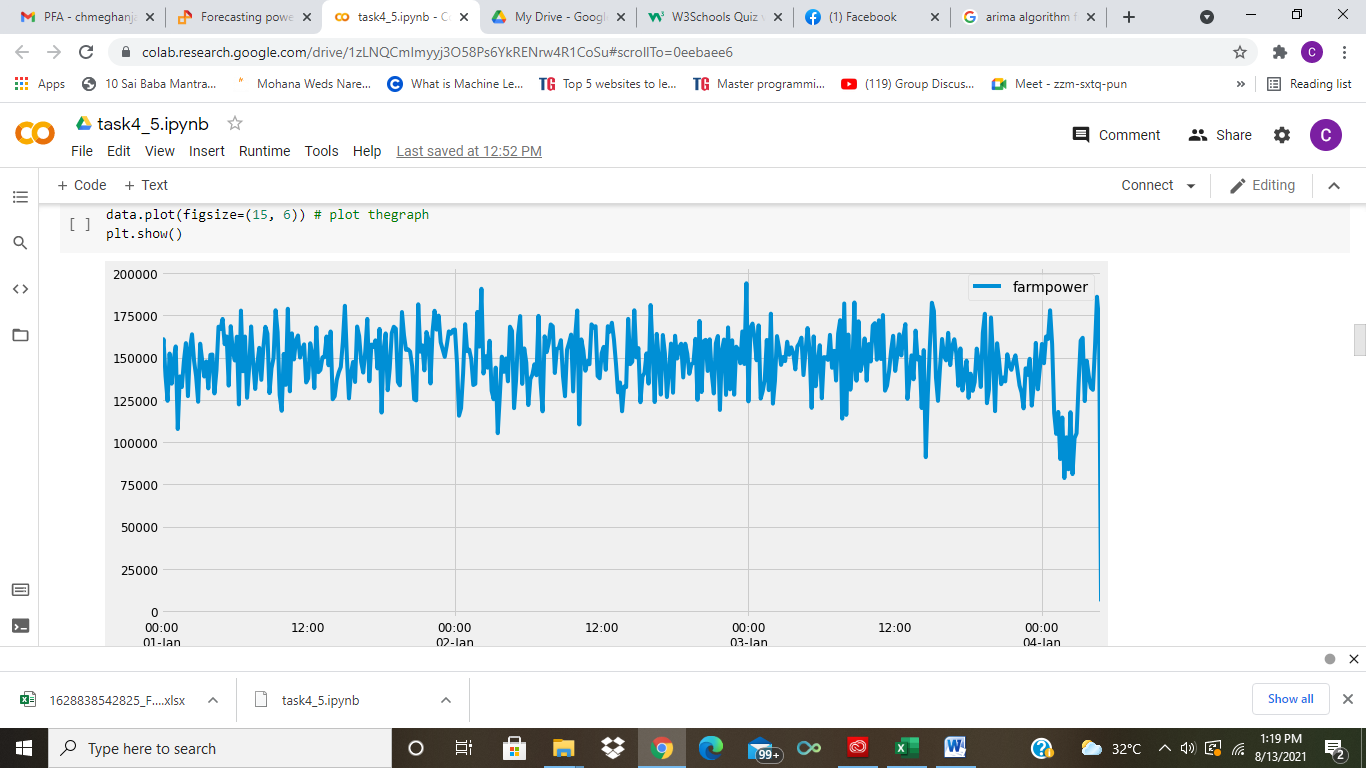 PFA - chmeghanja
Forecasting powe
task4_5.ipynb - Co
My Drive - Google
W3Schools Quiz
(1) Facebook
arima algorithm f
colab.research.google.com/drive/1zLNQCmlmyyj3O58Ps6YkRENrw4R1CoSu#scrollTo=0eebaee6
C
Apps
10 Sai Baba Mantra...
Mohana Weds Nare...
What is Machine Le...
TG Top 5 websites to le...
TG Master programmi...
(119) Group Discus...
Meet - zzm-sxtq-pun
»
Reading list
task4_5.ipynb
Comment
Share
C
File Edit View Insert Runtime Tools Help Last saved at 12:52 PM
+ Code + Text
Connect
Editing
[ ]
data.plot(figsize=(15, 6)) # plot thegraph
plt.show()
200000
175000
150000
125000
100000
75000
50000
25000
0
farmpower
00:00 12:00 00:00 12:00 00:00 12:00 00:00
01-Jan 02-Jan 03-Jan 04-Jan
1628838542825_F....xlsx
task4_5.ipynb
Show all
Type here to search
99+
32°C
1:19 PM
8/13/2021
2